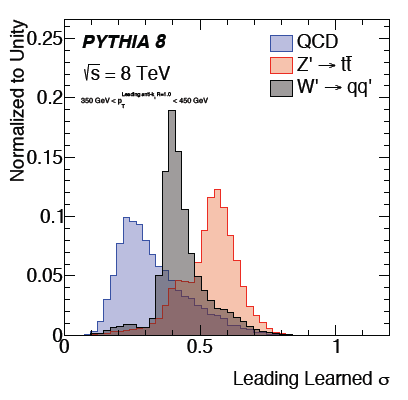 PYTHIA 8
√s = 8 TeV
350 GeV < p_T^{Leading anti-k_t R=1.0} < 450 GeV
QCD
Z' → tt̄
W' → qq'
Normalized to Unity
0.25
0.2
0.15
0.1
0.05
0
0 0.5 1
Leading Learned σ